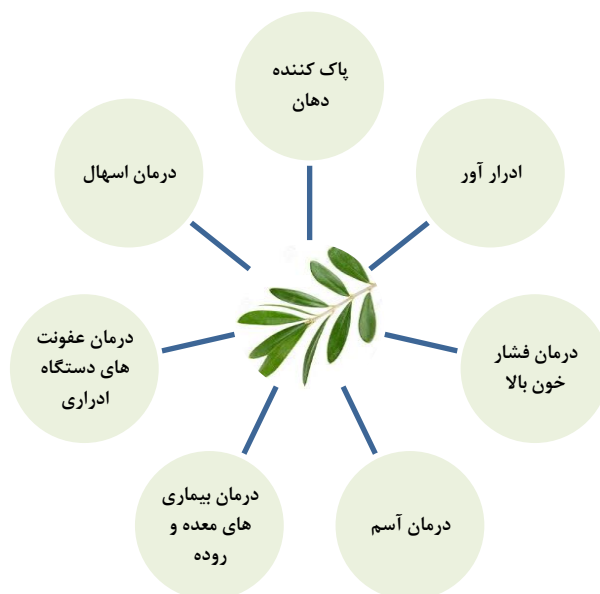 پاک کننده
دهان
ادرار آور
درمان فشار
خون بالا
درمان آسم
درمان بیماری
های معده و
روده
درمان عفونت
های دستگاه
ادراری
درمان اسهال